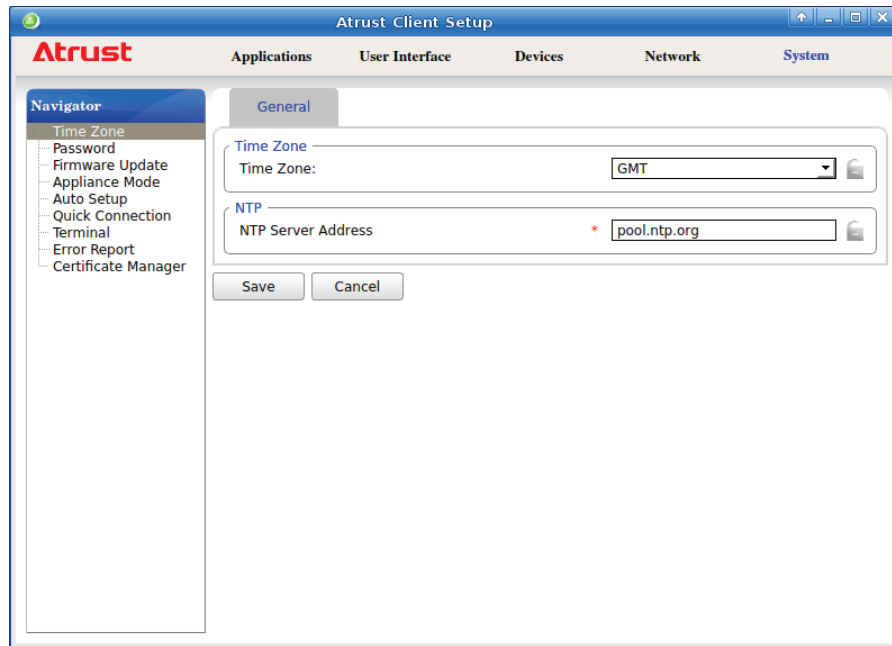 Atrust Client Setup
Atrust
Applications User Interface Devices Network System
Navigator
Time Zone
Password
Firmware Update
Appliance Mode
Auto Setup
Quick Connection
Terminal
Error Report
Certificate Manager
General
Time Zone
Time Zone: GMT
NTP
NTP Server Address * pool.ntp.org
Save Cancel